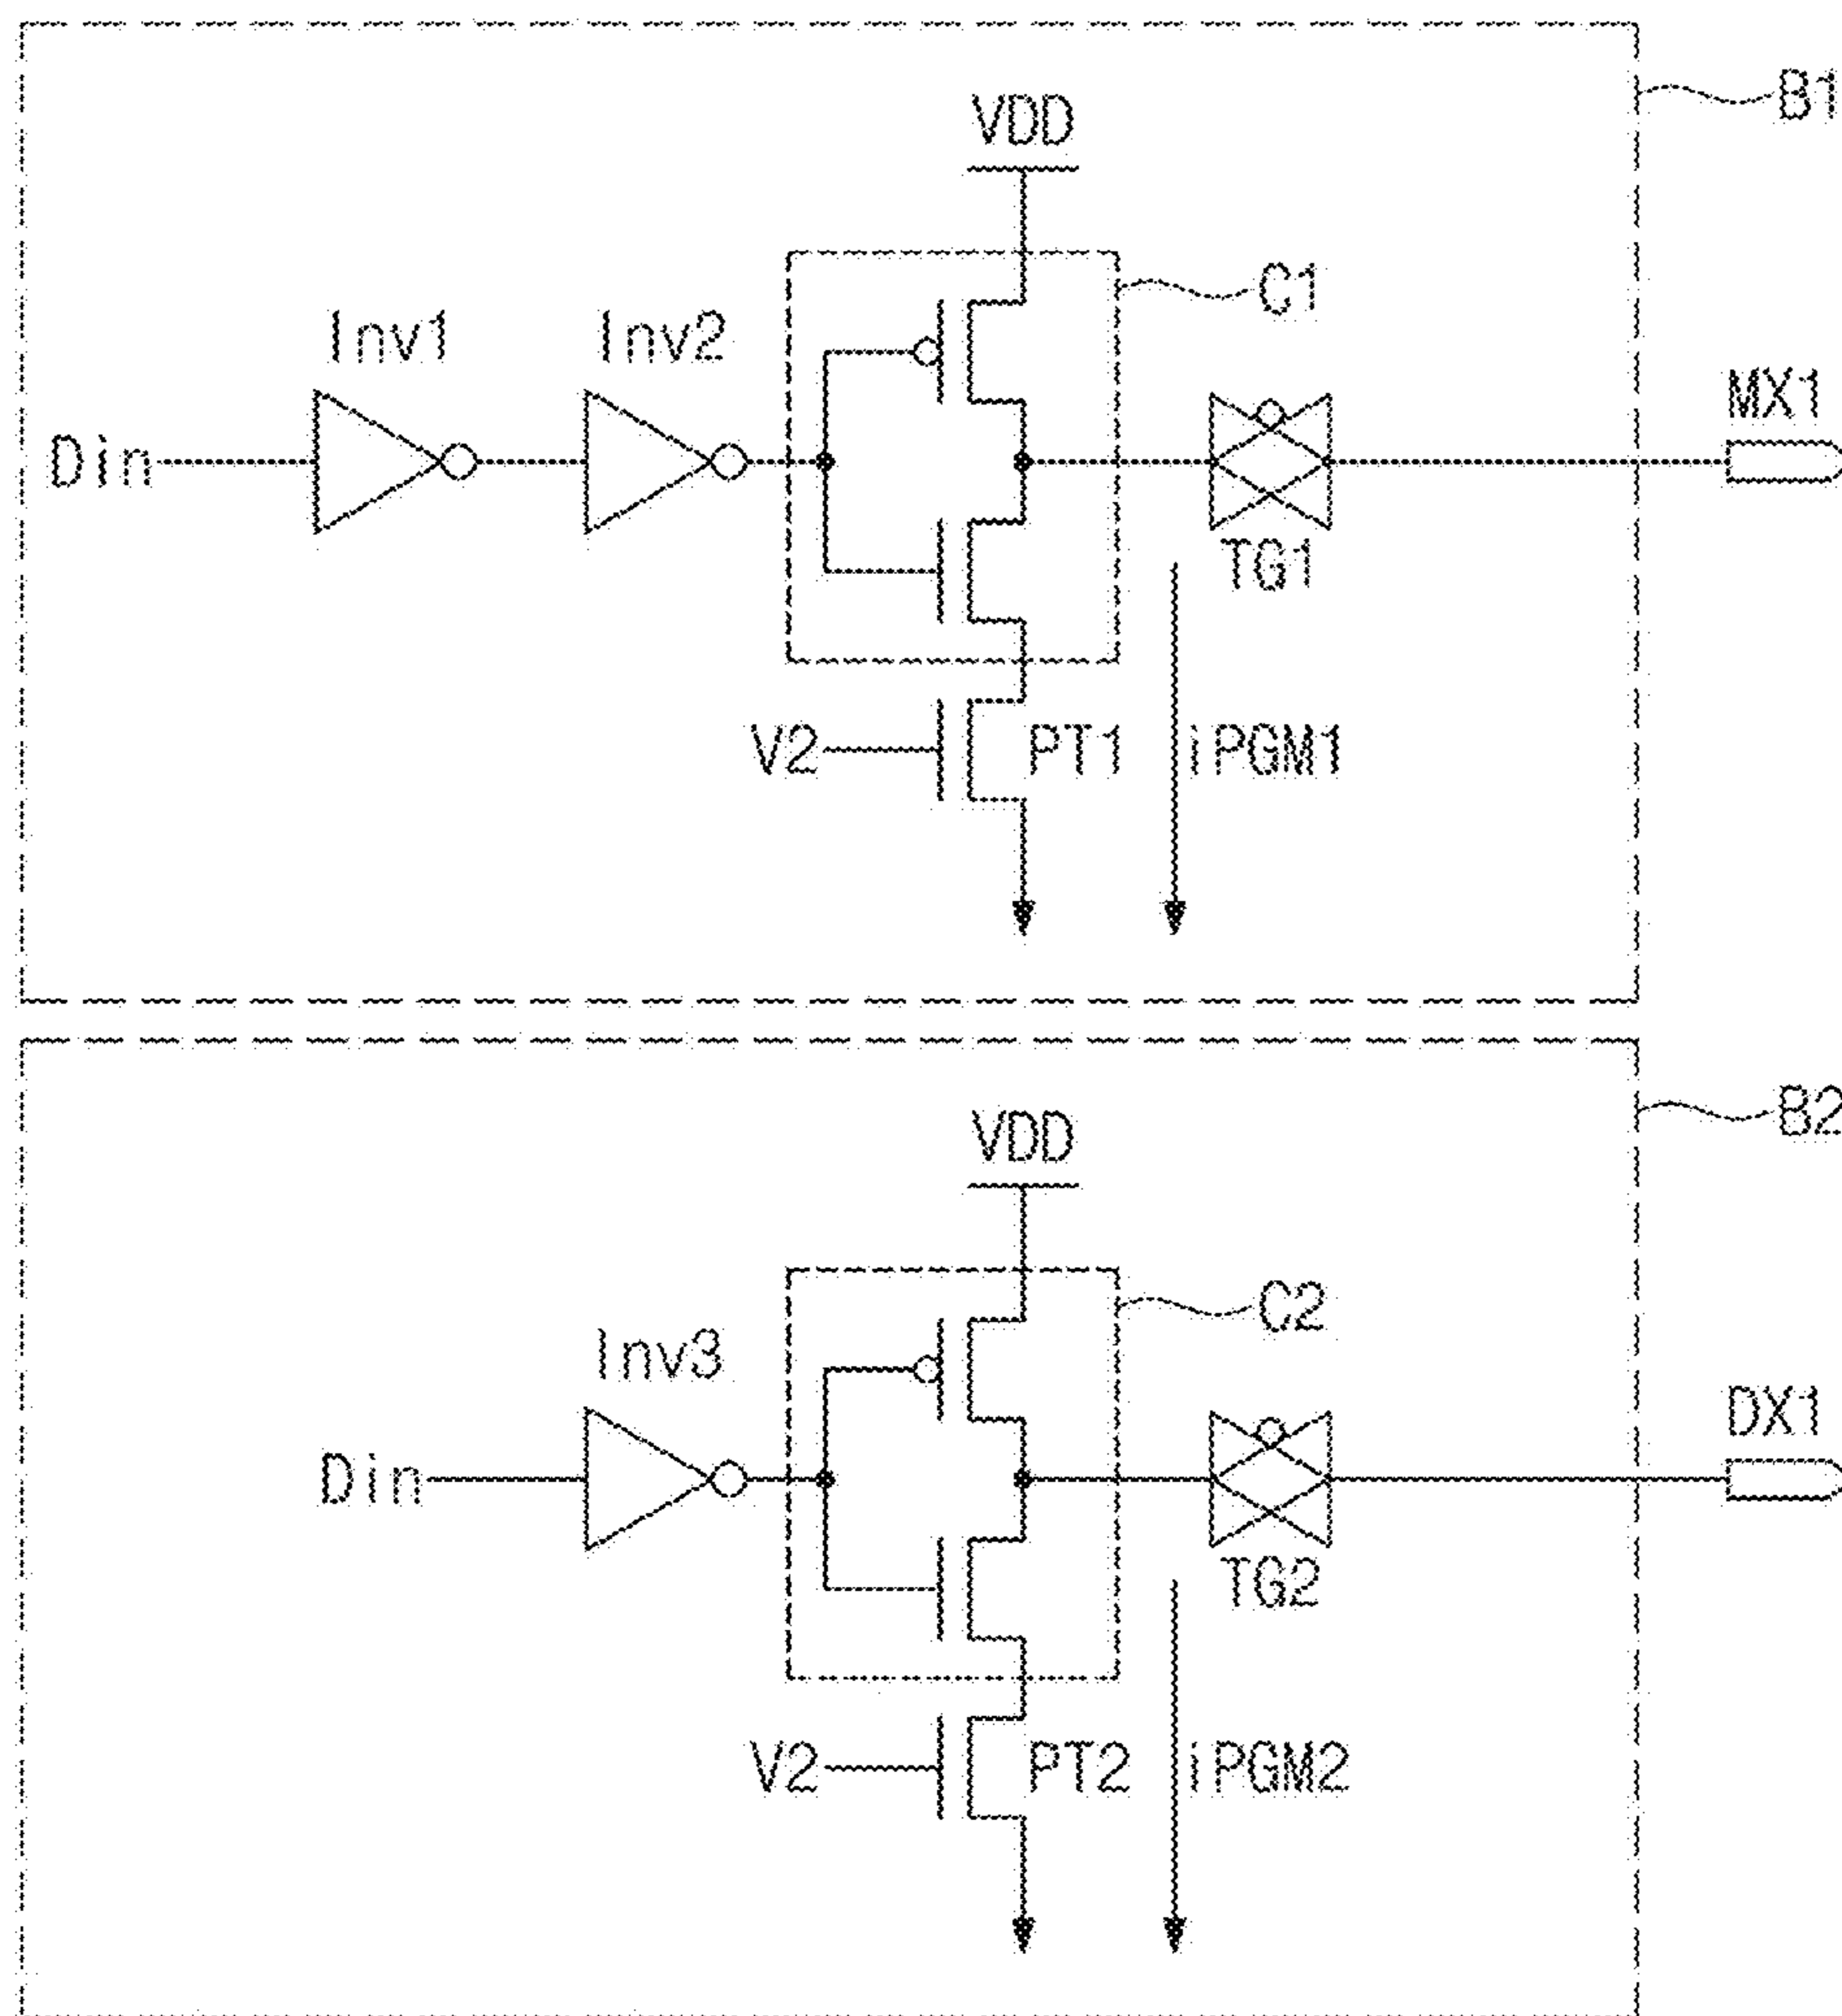 B1
VDD
C1
Inv1
Inv2
MX1
Din
TG1
V2
PT1
iPGM1
B2
VDD
C2
Inv3
DX1
Din
TG2
V2
PT2
iPGM2